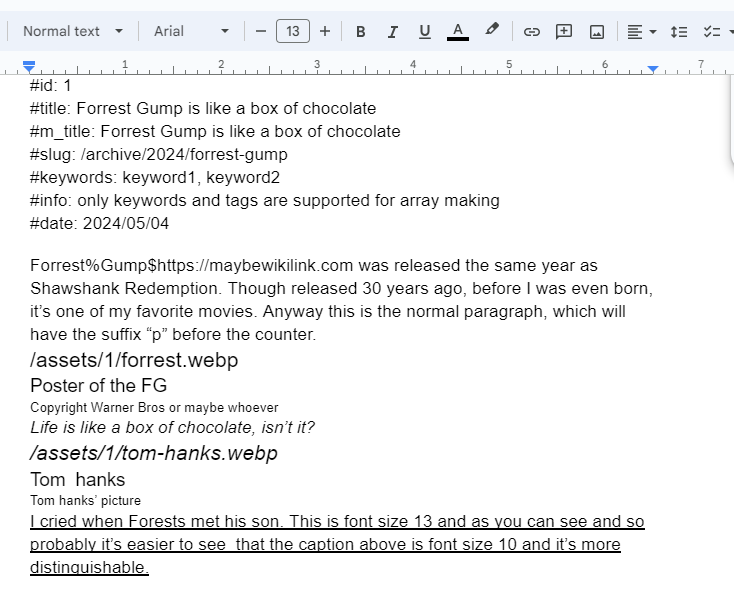 Normal text Arial 13 B I U A
1 2 3 4 5 6 7
#id: 1
#title: Forrest Gump is like a box of chocolate
#m_title: Forrest Gump is like a box of chocolate
#slug: /archive/2024/forrest-gump
#keywords: keyword1, keyword2
#info: only keywords and tags are supported for array making
#date: 2024/05/04
Forrest%Gump$https://maybewikilink.com was released the same year as
Shawshank Redemption. Though released 30 years ago, before I was even born,
it’s one of my favorite movies. Anyway this is the normal paragraph, which will
have the suffix “p” before the counter.
/assets/1/forrest.webp
Poster of the FG
Copyright Warner Bros or maybe whoever
Life is like a box of chocolate, isn’t it?
/assets/1/tom-hanks.webp
Tom  hanks
Tom hanks’ picture
I cried when Forests met his son. This is font size 13 and as you can see and so
probably it’s easier to see  that the caption above is font size 10 and it’s more
distinguishable.